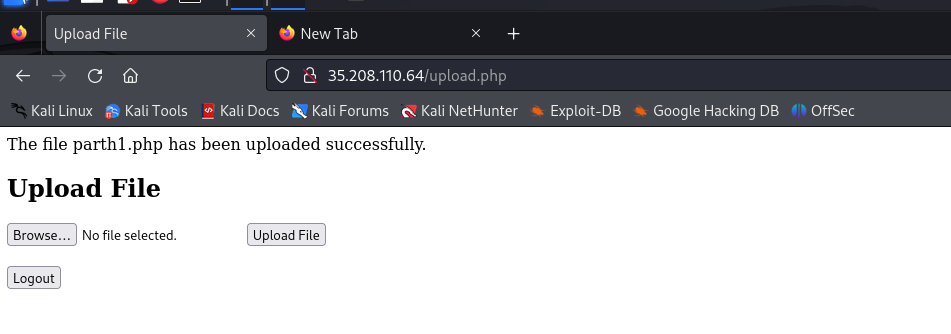 Upload File
New Tab
35.208.110.64/upload.php
Kali Linux Kali Tools Kali Docs Kali Forums Kali NetHunter Exploit-DB Google Hacking DB OffSec
The file parth1.php has been uploaded successfully.
Upload File
Browse... No file selected. Upload File
Logout